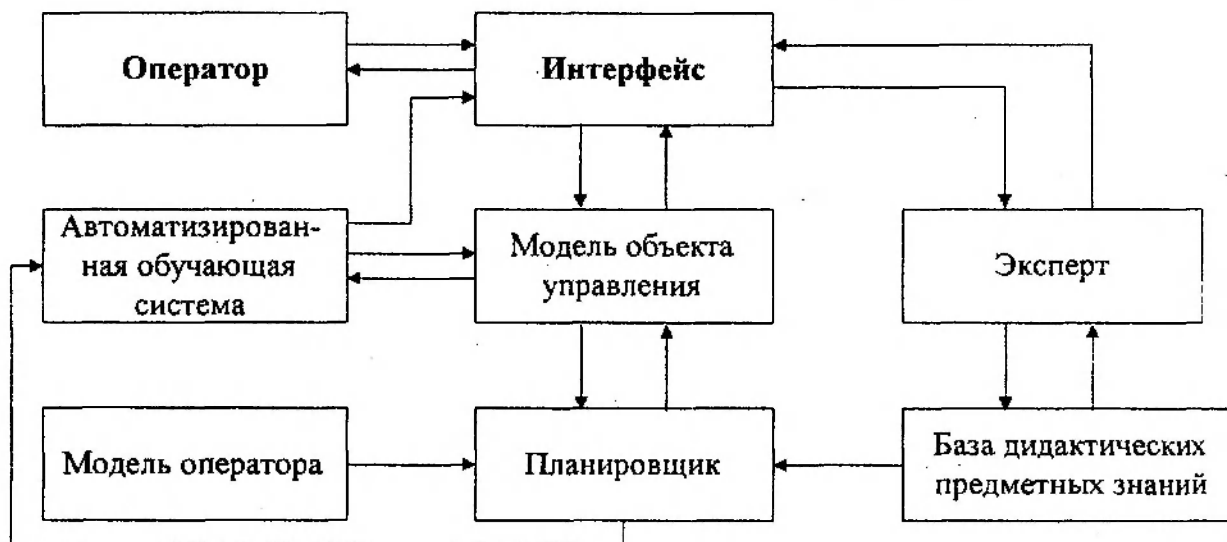 Оператор
Интерфейс
Автоматизирован-
ная обучающая
система
Модель объекта
управления
Эксперт
Модель оператора
Планировщик
База дидактических
предметных знаний